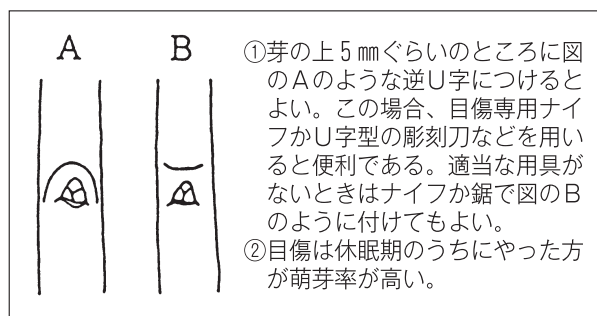 A B
①芽の上5㎜ぐらいのところに図
のAのような逆U字につけると
よい。この場合、目傷専用ナイ
フかU字型の彫刻刀などを用い
ると便利である。適当な用具が
ないときはナイフか鋸で図のB
のように付けてもよい。
②目傷は休眠期のうちにやった方
が萌芽率が高い。